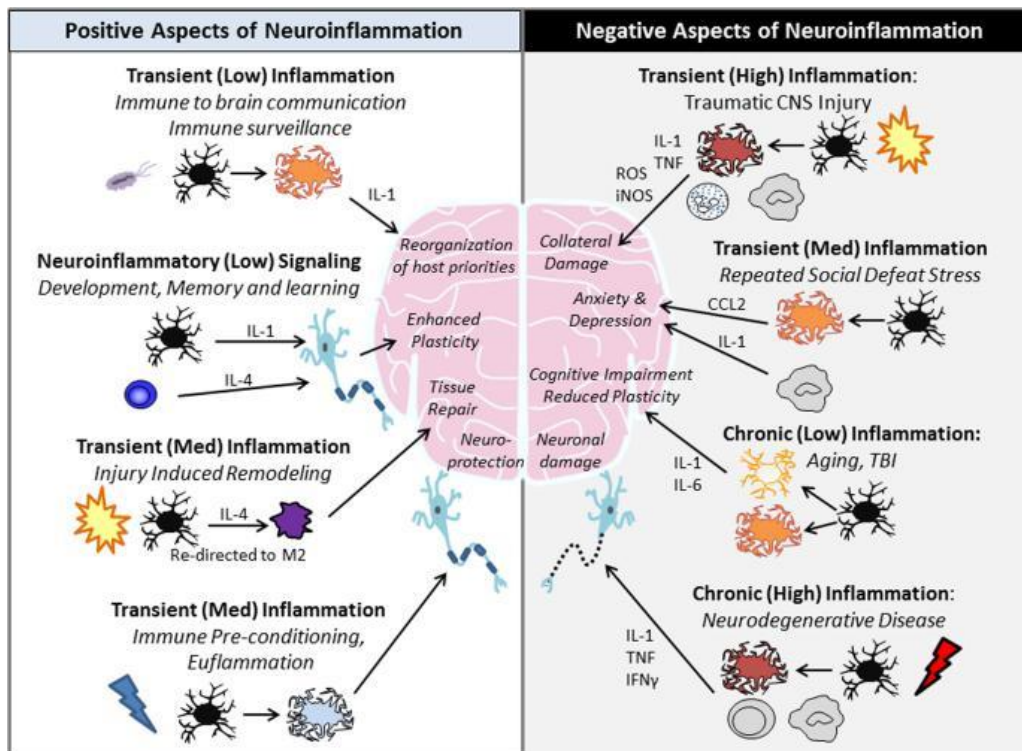 Positive Aspects of Neuroinflammation
Transient (Low) Inflammation
Immune to brain communication
Immune surveillance
IL-1
Reorganization
of host priorities
Neuroinflammatory (Low) Signaling
Development, Memory and learning
IL-1
IL-4
Enhanced
Plasticity
Tissue
Repair
Transient (Med) Inflammation
Injury Induced Remodeling
IL-4
Re-directed to M2
Neuro-
protection
Transient (Med) Inflammation
Immune Pre-conditioning,
Euflammation
Negative Aspects of Neuroinflammation
Transient (High) Inflammation:
Traumatic CNS Injury
IL-1
TNF
ROS
iNOS
Collateral
Damage
Transient (Med) Inflammation
Repeated Social Defeat Stress
CCL2
IL-1
Anxiety &
Depression
Cognitive Impairment
Reduced Plasticity
Chronic (Low) Inflammation:
Aging, TBI
IL-1
IL-6
Neuronal
damage
Chronic (High) Inflammation:
Neurodegenerative Disease
IL-1
TNF
IFNγ